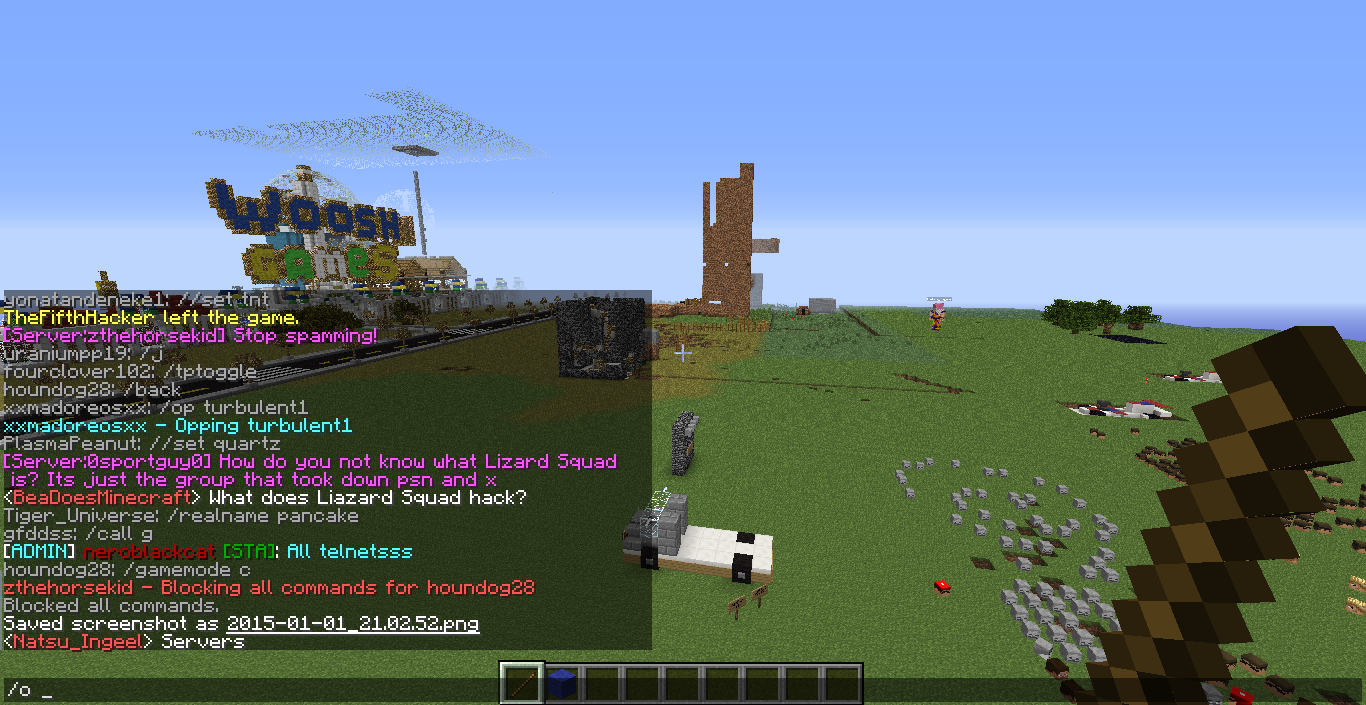 WOOSH
GAMES
yonatandeneke1: //set tnt
TheFifthHacker left the game.
[Server:zthehorsekid] Stop spamming!
uraniumpp19: /j
fourclover102: /tptoggle
houndog28: /back
xxmadoreosxx: /op turbulent1
xxmadoreosxx - Opping turbulent1
PlasmaPeanut: //set quartz
[Server:0sportguy0] How do you not know what Lizard Squad
is? Its just the group that took down psn and x
<BeaDoesMinecraft> What does Liazard Squad hack?
Tiger_Universe: /realname pancake
gfddss: /call g
[ADMIN] neroblackcat [STA]: All telnetsss
houndog28: /gamemode c
zthehorsekid - Blocking all commands for houndog28
Blocked all commands.
Saved screenshot as 2015-01-01_21.02.52.png
<Natsu_Ingeel> Servers
/o _